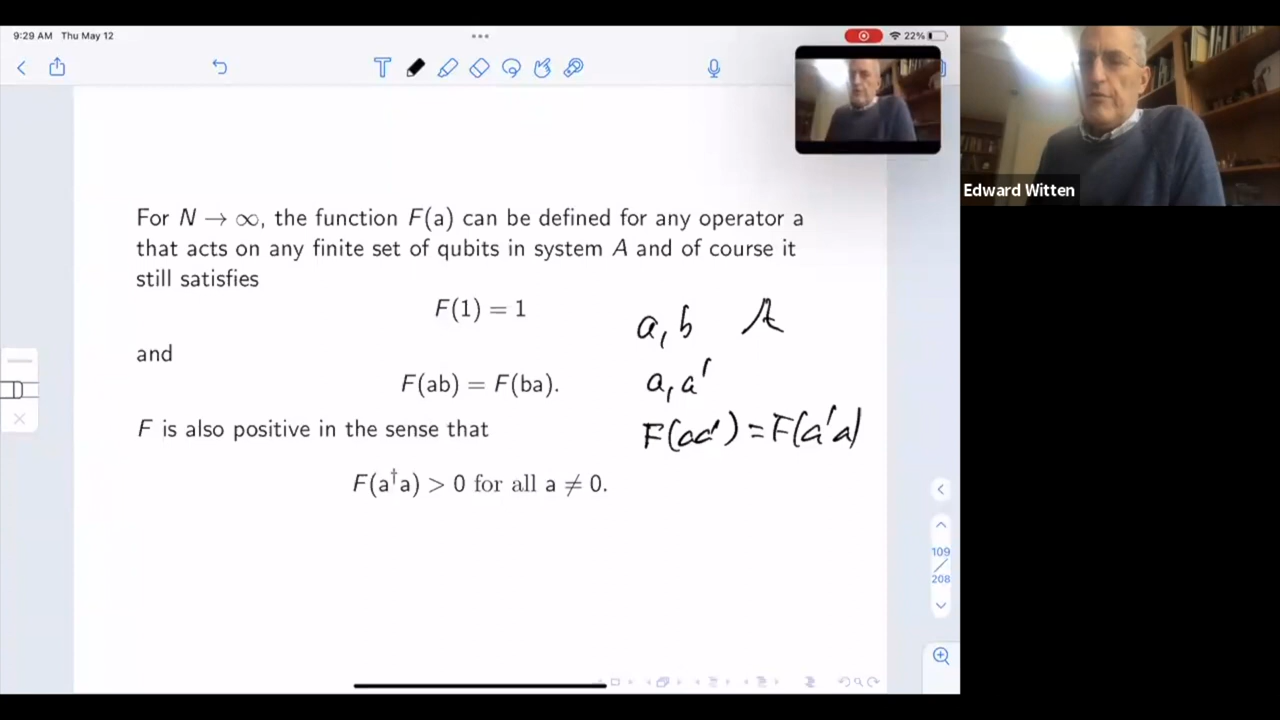 9:29 AM Thu May 12
22%
For N → ∞, the function F(a) can be defined for any operator a
that acts on any finite set of qubits in system A and of course it
still satisfies
F(1) = 1
and
F(ab) = F(ba).
F is also positive in the sense that
F(a†a) > 0 for all a ≠ 0.
a, b A
a, a'
F(aa') = F(a'a)
109
208
Edward Witten